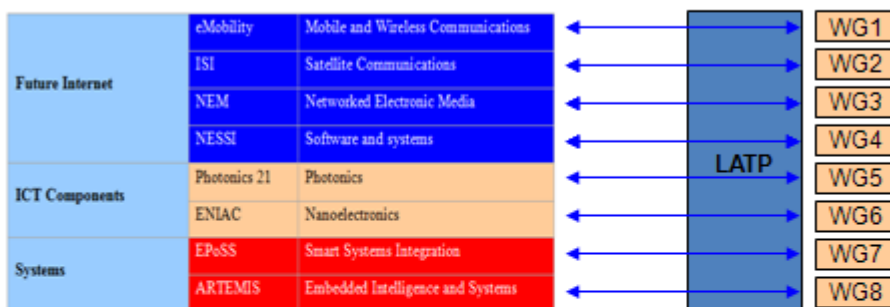 eMobility Mobile and Wireless Communications WG1
ISI Satellite Communications WG2
Future Internet
NEM Networked Electronic Media WG3
NESSI Software and systems WG4
LATP
Photonics 21 Photonics WG5
ICT Components
ENIAC Nanoelectronics WG6
EPoSS Smart Systems Integration WG7
Systems
ARTEMIS Embedded Intelligence and Systems WG8